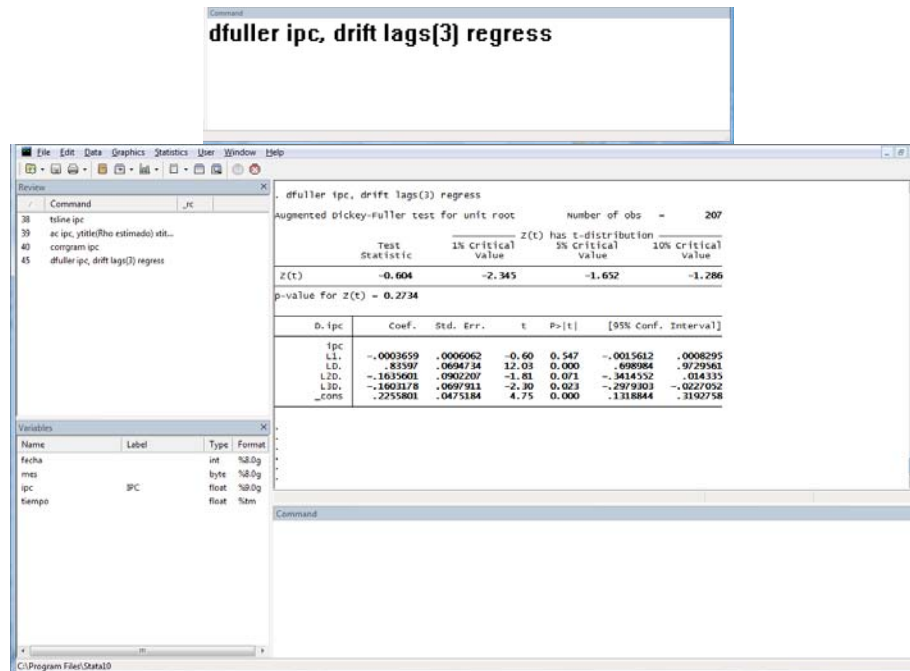 Command
dfuller ipc, drift lags(3) regress
File Edit Data Graphics Statistics User Window Help
Review
Command _rc
38 tsline ipc
39 ac ipc, ytitle(Rho estimado) xtit...
40 corrgram ipc
45 dfuller ipc, drift lags(3) regress
Variables
Name Label Type Format
fecha int %8.0g
mes byte %8.0g
ipc IPC float %9.0g
tiempo float %tm
. dfuller ipc, drift lags(3) regress
Augmented Dickey-Fuller test for unit root Number of obs = 207
Z(t) has t-distribution
Test 1% Critical 5% Critical 10% Critical
Statistic Value Value Value
Z(t) -0.604 -2.345 -1.652 -1.286
p-value for Z(t) = 0.2734
D.ipc Coef. Std. Err. t P>|t| [95% Conf. Interval]
ipc
L1. -.0003659 .0006062 -0.60 0.547 -.0015612 .0008295
LD. .83597 .0694734 12.03 0.000 .698984 .9729561
L2D. -.1635601 .0902207 -1.81 0.071 -.3414552 .014335
L3D. -.1603178 .0697911 -2.30 0.023 -.2979303 -.0227052
_cons .2255801 .0475184 4.75 0.000 .1318844 .3192758
.
.
.
.
.
Command
C:\Program Files\Stata10